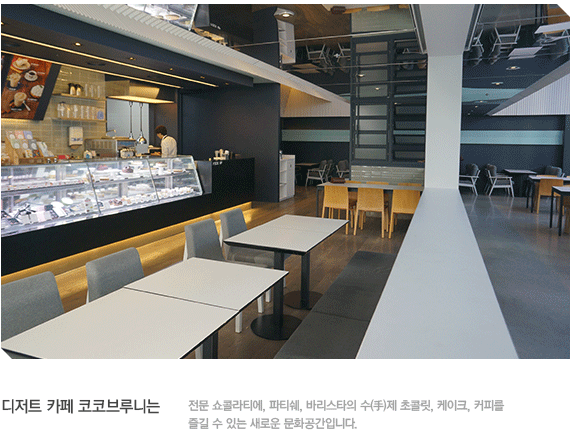 디저트 카페 코코브루니는
전문 쇼콜라티에, 파티쉐, 바리스타의 수(手)제 초콜릿, 케이크, 커피를
즐길 수 있는 새로운 문화공간입니다.